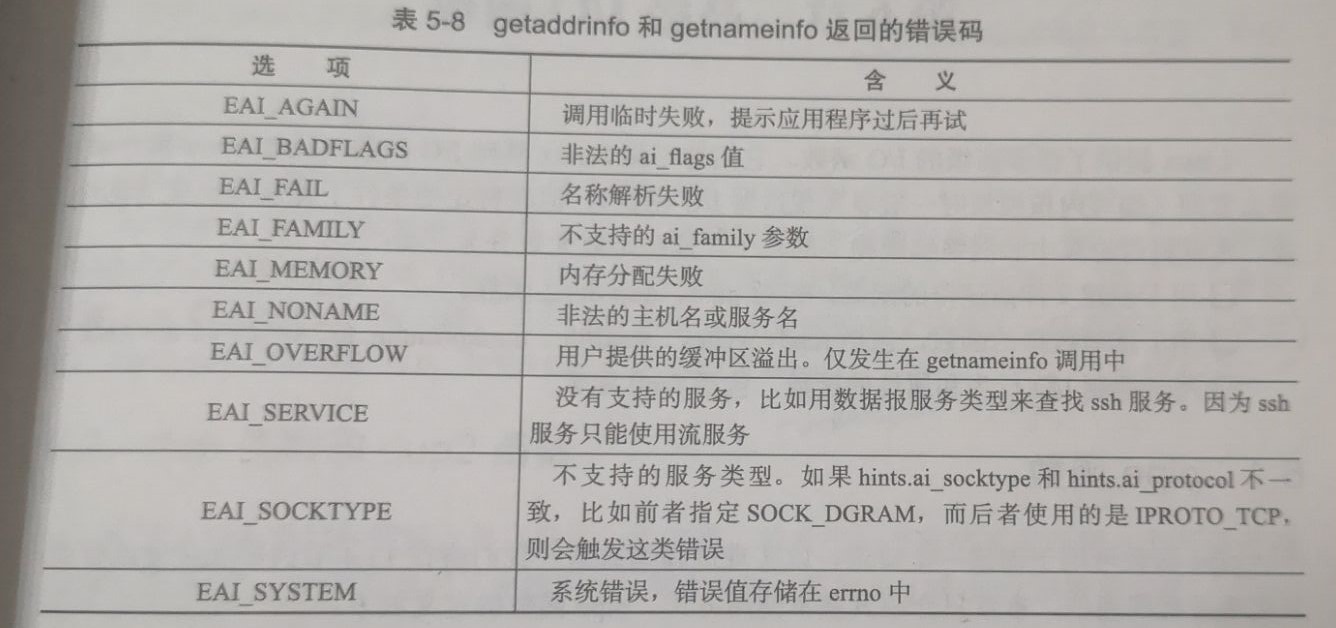 表 5-8 getaddrinfo 和 getnameinfo 返回的错误码
选 项 含 义
EAI_AGAIN 调用临时失败，提示应用程序过后再试
EAI_BADFLAGS 非法的 ai_flags 值
EAI_FAIL 名称解析失败
EAI_FAMILY 不支持的 ai_family 参数
EAI_MEMORY 内存分配失败
EAI_NONAME 非法的主机名或服务名
EAI_OVERFLOW 用户提供的缓冲区溢出。仅发生在 getnameinfo 调用中
EAI_SERVICE 没有支持的服务，比如用数据报服务类型来查找 ssh 服务。因为 ssh
服务只能使用流服务
不支持的服务类型。如果 hints.ai_socktype 和 hints.ai_protocol 不一
EAI_SOCKTYPE 致，比如前者指定 SOCK_DGRAM，而后者使用的是 IPROTO_TCP，
则会触发这类错误
EAI_SYSTEM 系统错误，错误值存储在 errno 中